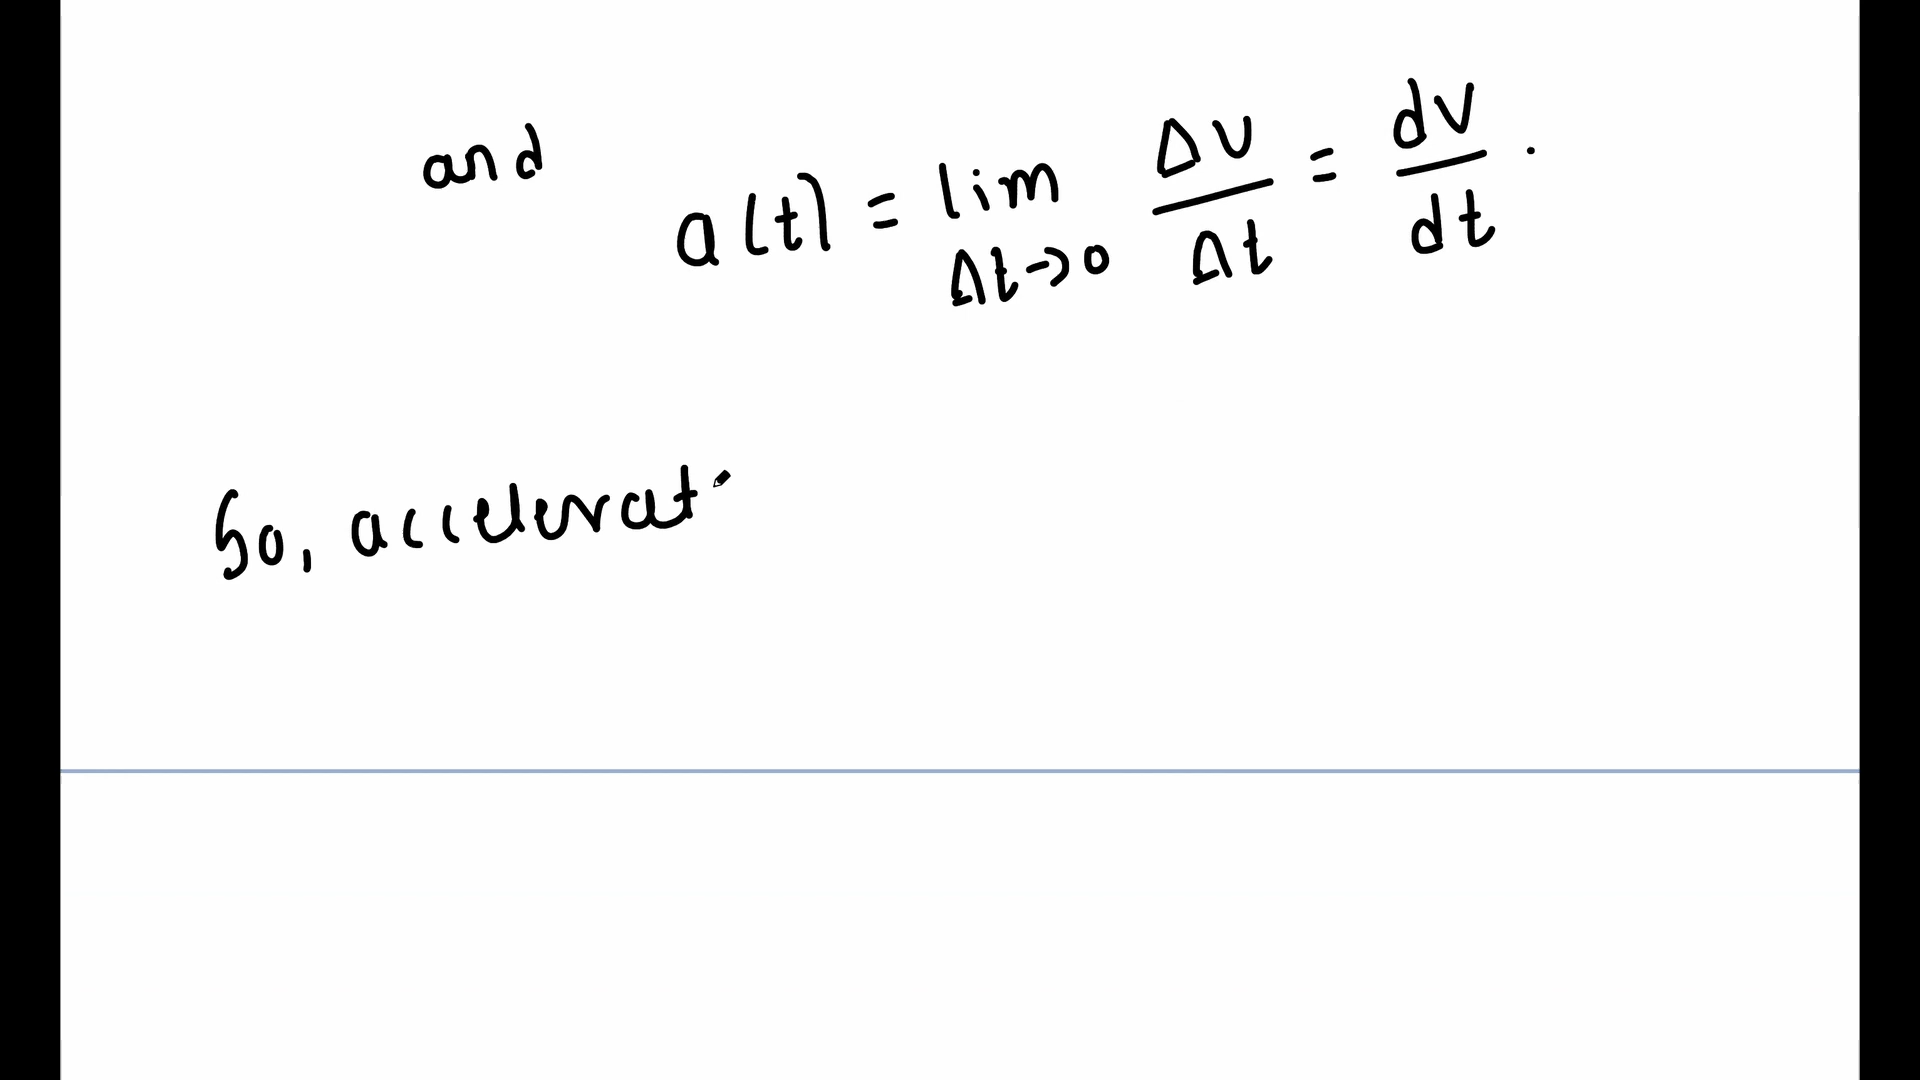 and a(t) = lim Δt→0 Δv/Δt = dv/dt .
So, accelerat